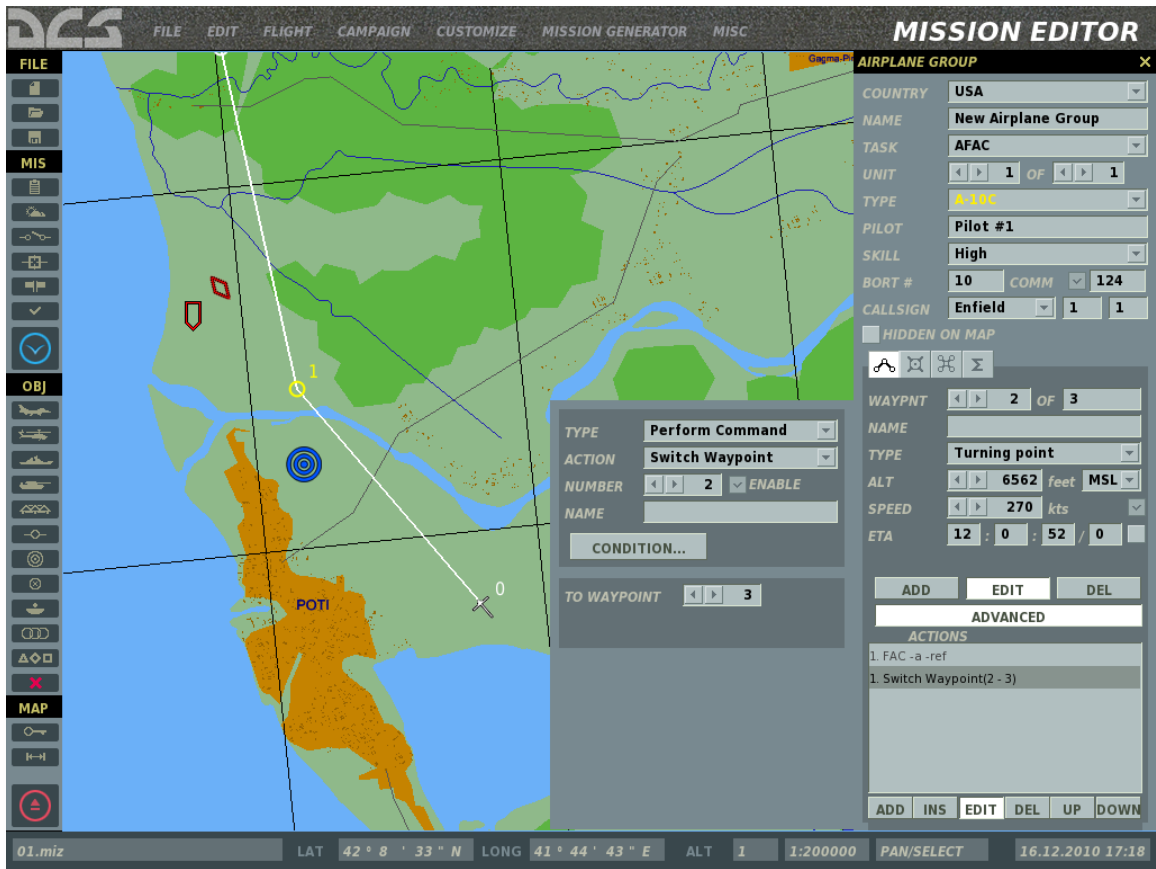 DCS
FILE EDIT FLIGHT CAMPAIGN CUSTOMIZE MISSION GENERATOR MISC
MISSION EDITOR
FILE
MIS
OBJ
MAP
POTI
0
1
TYPE Perform Command
ACTION Switch Waypoint
NUMBER 2 ENABLE
NAME
CONDITION...
TO WAYPOINT 3
AIRPLANE GROUP X
COUNTRY USA
NAME New Airplane Group
TASK AFAC
UNIT 1 OF 1
TYPE A-10C
PILOT Pilot #1
SKILL High
BORT # 10 COMM 124
CALLSIGN Enfield 1 1
HIDDEN ON MAP
Σ
WAYPNT 2 OF 3
NAME
TYPE Turning point
ALT 6562 feet MSL
SPEED 270 kts
ETA 12 : 0 : 52 / 0
ADD EDIT DEL
ADVANCED
ACTIONS
1. FAC -a -ref
1. Switch Waypoint(2 - 3)
ADD INS EDIT DEL UP DOWN
01.miz LAT 42 ° 8 ' 33 " N LONG 41 ° 44 ' 43 " E ALT 1 1:200000 PAN/SELECT 16.12.2010 17:18